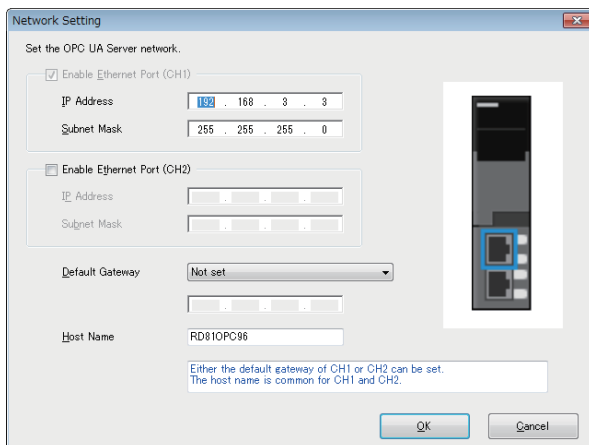 Network Setting
Set the OPC UA Server network.
Enable Ethernet Port (CH1)
IP Address 192 . 168 . 3 . 3
Subnet Mask 255 . 255 . 255 . 0
Enable Ethernet Port (CH2)
IP Address . . .
Subnet Mask . . .
Default Gateway Not set
. . .
Host Name RD81OPC96
Either the default gateway of CH1 or CH2 can be set.
The host name is common for CH1 and CH2.
OK Cancel